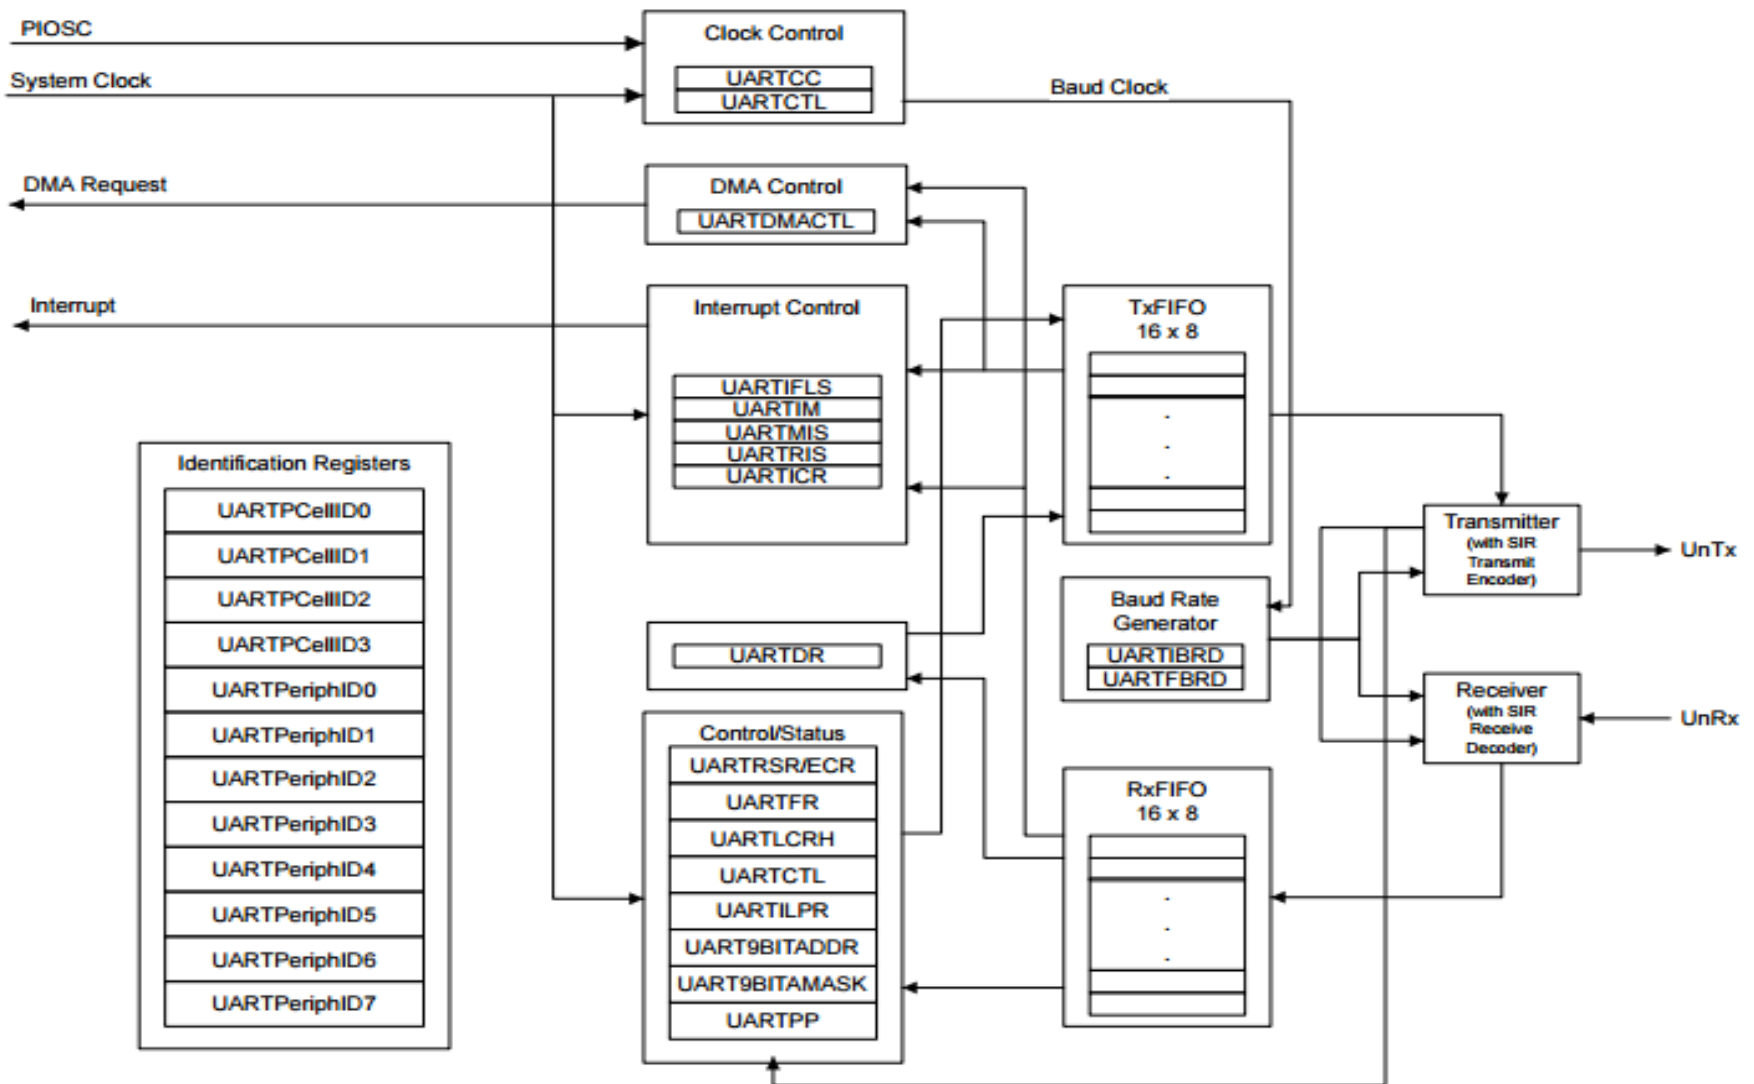 PIOSC
System Clock
DMA Request
Interrupt
Clock Control
UARTCC
UARTCTL
Baud Clock
DMA Control
UARTDMACTL
Interrupt Control
UARTIFLS
UARTIM
UARTMIS
UARTRIS
UARTICR
TxFIFO
16 x 8
.
.
.
Identification Registers
UARTPCellID0
UARTPCellID1
UARTPCellID2
UARTPCellID3
UARTPeriphID0
UARTPeriphID1
UARTPeriphID2
UARTPeriphID3
UARTPeriphID4
UARTPeriphID5
UARTPeriphID6
UARTPeriphID7
UARTDR
Control/Status
UARTRSR/ECR
UARTFR
UARTLCRH
UARTCTL
UARTILPR
UART9BITADDR
UART9BITAMASK
UARTPP
Baud Rate
Generator
UARTIBRD
UARTFBRD
Transmitter
(with SIR
Transmit
Encoder)
UnTx
Receiver
(with SIR
Receive
Decoder)
UnRx
RxFIFO
16 x 8
.
.
.